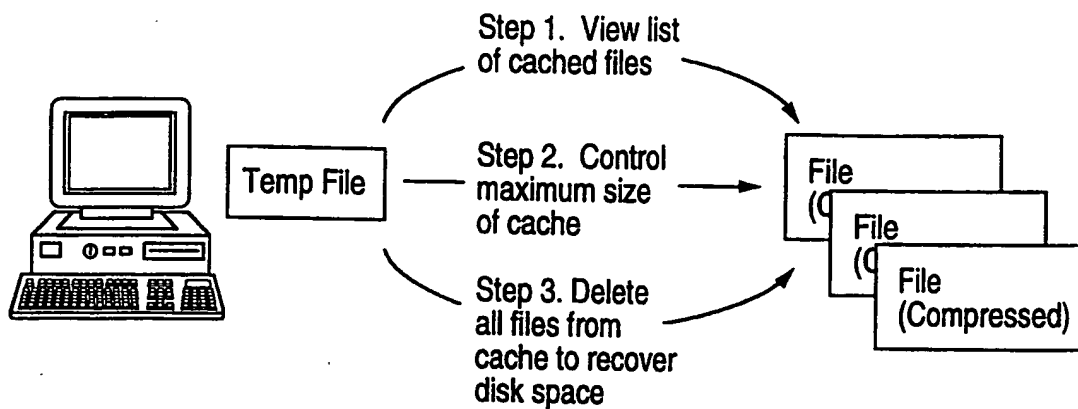 Step 1. View list
of cached files
Temp File
Step 2. Control
maximum size
of cache
Step 3. Delete
all files from
cache to recover
disk space
File
File
File
(Compressed)